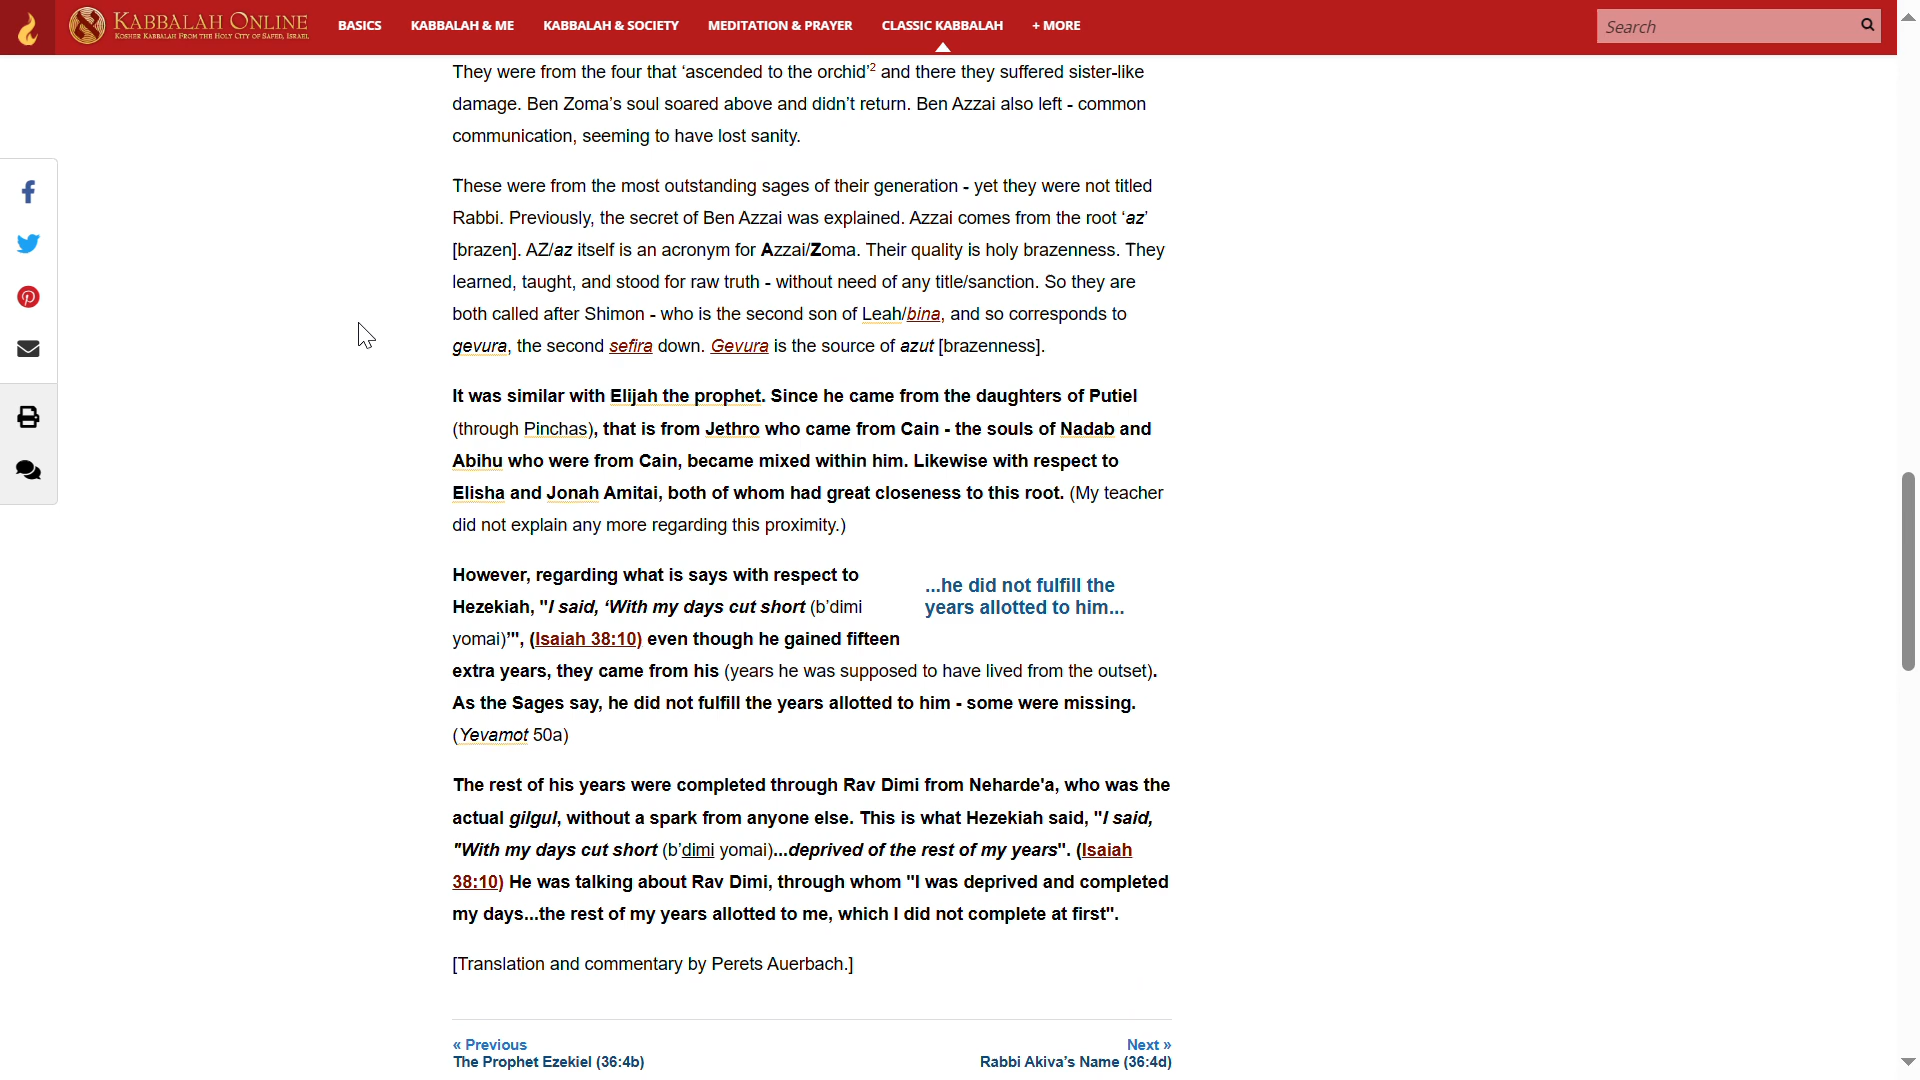 KABBALAH ONLINE
KOSHER KABBALAH FROM THE HOLY CITY OF SAFED, ISRAEL
BASICS
KABBALAH & ME
KABBALAH & SOCIETY
MEDITATION & PRAYER
CLASSIC KABBALAH
+ MORE
Search
They were from the four that ‘ascended to the orchid’2 and there they suffered sister-like
damage. Ben Zoma’s soul soared above and didn’t return. Ben Azzai also left - common
communication, seeming to have lost sanity.
These were from the most outstanding sages of their generation - yet they were not titled
Rabbi. Previously, the secret of Ben Azzai was explained. Azzai comes from the root ‘az’
[brazen]. AZ/az itself is an acronym for Azzai/Zoma. Their quality is holy brazenness. They
learned, taught, and stood for raw truth - without need of any title/sanction. So they are
both called after Shimon - who is the second son of Leah/bina, and so corresponds to
gevura, the second sefira down. Gevura is the source of azut [brazenness].
It was similar with Elijah the prophet. Since he came from the daughters of Putiel
(through Pinchas), that is from Jethro who came from Cain - the souls of Nadab and
Abihu who were from Cain, became mixed within him. Likewise with respect to
Elisha and Jonah Amitai, both of whom had great closeness to this root. (My teacher
did not explain any more regarding this proximity.)
However, regarding what is says with respect to
Hezekiah, "I said, ‘With my days cut short (b’dimi
yomai)’", (Isaiah 38:10) even though he gained fifteen
extra years, they came from his (years he was supposed to have lived from the outset).
As the Sages say, he did not fulfill the years allotted to him - some were missing.
(Yevamot 50a)
...he did not fulfill the
years allotted to him...
The rest of his years were completed through Rav Dimi from Neharde'a, who was the
actual gilgul, without a spark from anyone else. This is what Hezekiah said, "I said,
"With my days cut short (b’dimi yomai)...deprived of the rest of my years". (Isaiah
38:10) He was talking about Rav Dimi, through whom "I was deprived and completed
my days...the rest of my years allotted to me, which I did not complete at first".
[Translation and commentary by Perets Auerbach.]
« Previous
The Prophet Ezekiel (36:4b)
Next »
Rabbi Akiva’s Name (36:4d)